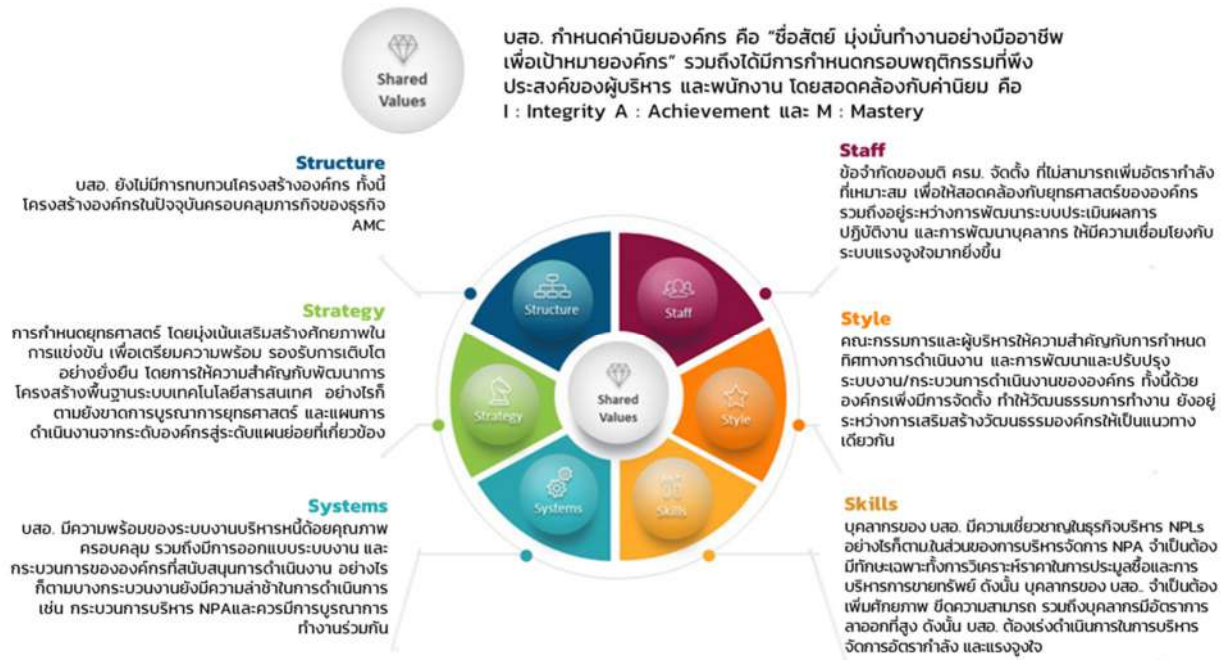 Shared
Values
บสอ. กำหนดค่านิยมองค์กร คือ “ซื่อสัตย์ มุ่งมั่นทำงานอย่างมืออาชีพ
เพื่อเป้าหมายองค์กร” รวมถึงได้มีการกำหนดกรอบพฤติกรรมที่พึง
ประสงค์ของผู้บริหาร และพนักงาน โดยสอดคล้องกับค่านิยม คือ
I : Integrity A : Achievement และ M : Mastery
Structure
บสอ. ยังไม่มีการทบทวนโครงสร้างองค์กร ทั้งนี้
โครงสร้างองค์กรในปัจจุบันครอบคลุมภารกิจของธุรกิจ
AMC
Strategy
การกำหนดยุทธศาสตร์ โดยมุ่งเน้นเสริมสร้างศักยภาพใน
การแข่งขัน เพื่อเตรียมความพร้อม รองรับการเติบโต
อย่างยั่งยืน โดยการให้ความสำคัญกับพัฒนาการ
โครงสร้างพื้นฐานระบบเทคโนโลยีสารสนเทศ อย่างไรก็
ตามยังขาดการบูรณาการยุทธศาสตร์ และแผนการ
ดำเนินงานจากระดับองค์กรสู่ระดับแผนย่อยที่เกี่ยวข้อง
Systems
บสอ. มีความพร้อมของระบบงานบริหารหนี้ด้อยคุณภาพ
ครอบคลุม รวมถึงมีการออกแบบระบบงาน และ
กระบวนการขององค์กรที่สนับสนุนการดำเนินงาน อย่างไร
ก็ตามบางกระบวนงานยังมีความล่าช้าในการดำเนินการ
เช่น กระบวนการบริหาร NPAและควรมีการบูรณาการ
ทำงานร่วมกัน
Structure
Staff
Strategy
Shared
Values
Style
Systems
Skills
Staff
ข้อจำกัดของมติ ครม. จัดตั้ง ที่ไม่สามารถเพิ่มอัตรากำลัง
ที่เหมาะสม เพื่อให้สอดคล้องกับยุทธศาสตร์ขององค์กร
รวมถึงอยู่ระหว่างการพัฒนาระบบประเมินผลการ
ปฏิบัติงาน และการพัฒนาบุคลากร ให้มีความเชื่อมโยงกับ
ระบบแรงจูงใจมากยิ่งขึ้น
Style
คณะกรรมการและผู้บริหารให้ความสำคัญกับการกำหนด
ทิศทางการดำเนินงาน และการพัฒนาและปรับปรุง
ระบบงาน/กระบวนการดำเนินงานขององค์กร ทั้งนี้ด้วย
องค์กรเพิ่งมีการจัดตั้ง ทำให้วัฒนธรรมการทำงาน ยังอยู่
ระหว่างการเสริมสร้างวัฒนธรรมองค์กรให้เป็นแนวทาง
เดียวกัน
Skills
บุคลากรของ บสอ. มีความเชี่ยวชาญในธุรกิจบริหาร NPLs
อย่างไรก็ตาม.ในส่วนของการบริหารจัดการ NPA จำเป็นต้อง
มีทักษะเฉพาะทั้งการวิเคราะห์ราคาในการประมูลซื้อและการ
บริหารการขายทรัพย์ ดังนั้น บุคลากรของ บสอ.. จำเป็นต้อง
เพิ่มศักยภาพ ขีดความสามารถ รวมถึงบุคลากรมีอัตราการ
ลาออกที่สูง ดังนั้น บสอ. ต้องเร่งดำเนินการในการบริหาร
จัดการอัตรากำลัง และแรงจูงใจ